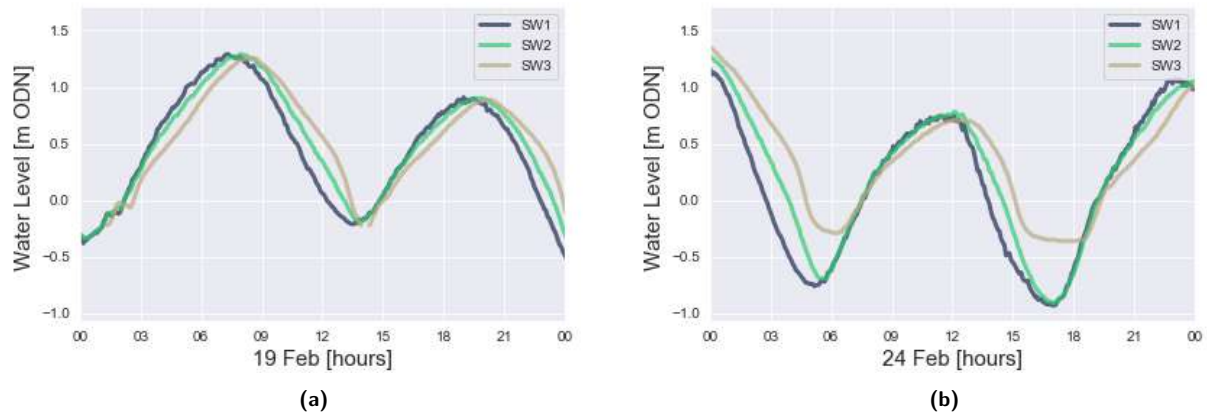 1.5
1.0
0.5
0.0
−0.5
−1.0
Water Level [m ODN]
SW1
SW2
SW3
00 03 06 09 12 15 18 21 00
19 Feb [hours]
(a)
1.5
1.0
0.5
0.0
−0.5
−1.0
Water Level [m ODN]
SW1
SW2
SW3
00 03 06 09 12 15 18 21 00
24 Feb [hours]
(b)